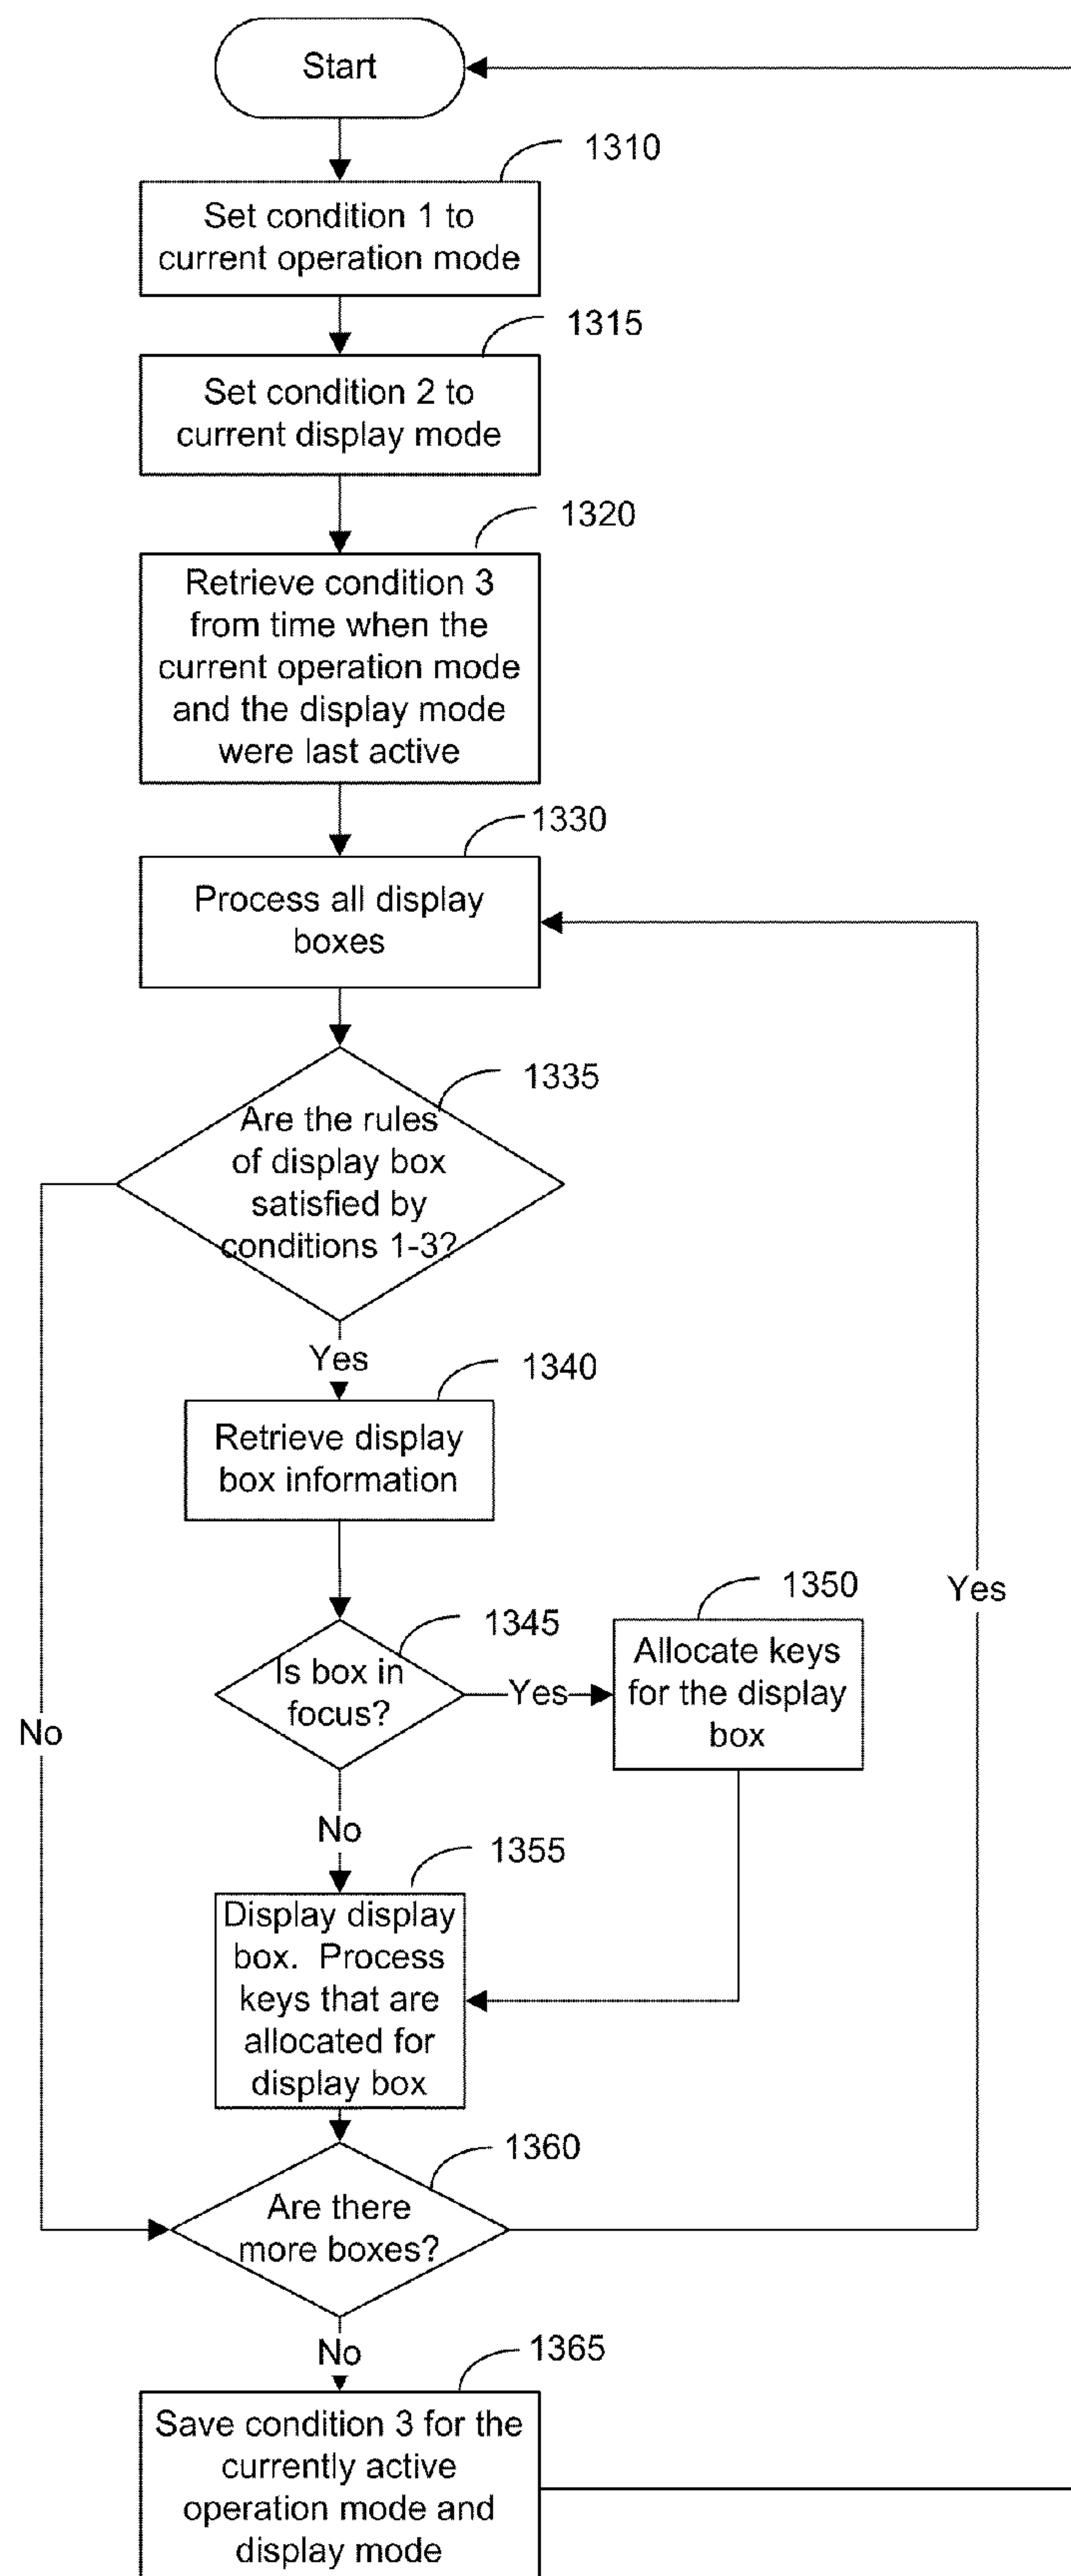 Start
1310
Set condition 1 to
current operation mode
1315
Set condition 2 to
current display mode
1320
Retrieve condition 3
from time when the
current operation mode
and the display mode
were last active
1330
Process all display
boxes
1335
Are the rules
of display box
satisfied by
conditions 1-3?
Yes
1340
Retrieve display
box information
1345
Is box in
focus?
Yes
1350
Allocate keys
for the display
box
Yes
No
No
1355
Display display
box. Process
keys that are
allocated for
display box
1360
Are there
more boxes?
No
1365
Save condition 3 for the
currently active
operation mode and
display mode